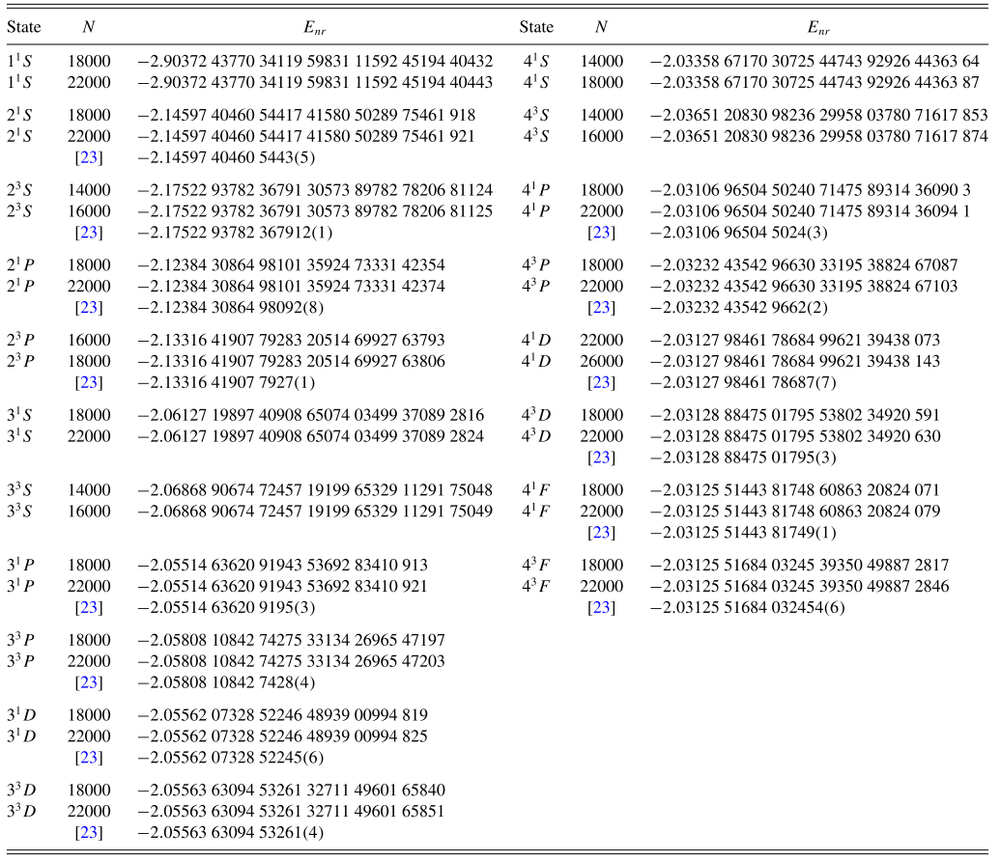 State N E_nr State N E_nr
1 ¹S 18000 −2.90372 43770 34119 59831 11592 45194 40432 4 ¹S 14000 −2.03358 67170 30725 44743 92926 44363 64
1 ¹S 22000 −2.90372 43770 34119 59831 11592 45194 40443 4 ¹S 18000 −2.03358 67170 30725 44743 92926 44363 87
2 ¹S 18000 −2.14597 40460 54417 41580 50289 75461 918 4 ³S 14000 −2.03651 20830 98236 29958 03780 71617 853
2 ¹S 22000 −2.14597 40460 54417 41580 50289 75461 921 4 ³S 16000 −2.03651 20830 98236 29958 03780 71617 874
[23] −2.14597 40460 5443(5)
2 ³S 14000 −2.17522 93782 36791 30573 89782 78206 81124 4 ¹P 18000 −2.03106 96504 50240 71475 89314 36090 3
2 ³S 16000 −2.17522 93782 36791 30573 89782 78206 81125 4 ¹P 22000 −2.03106 96504 50240 71475 89314 36094 1
[23] −2.17522 93782 367912(1) [23] −2.03106 96504 5024(3)
2 ¹P 18000 −2.12384 30864 98101 35924 73331 42354 4 ³P 18000 −2.03232 43542 96630 33195 38824 67087
2 ¹P 22000 −2.12384 30864 98101 35924 73331 42374 4 ³P 22000 −2.03232 43542 96630 33195 38824 67103
[23] −2.12384 30864 98092(8) [23] −2.03232 43542 9662(2)
2 ³P 16000 −2.13316 41907 79283 20514 69927 63793 4 ¹D 22000 −2.03127 98461 78684 99621 39438 073
2 ³P 18000 −2.13316 41907 79283 20514 69927 63806 4 ¹D 26000 −2.03127 98461 78684 99621 39438 143
[23] −2.13316 41907 7927(1) [23] −2.03127 98461 78687(7)
3 ¹S 18000 −2.06127 19897 40908 65074 03499 37089 2816 4 ³D 18000 −2.03128 88475 01795 53802 34920 591
3 ¹S 22000 −2.06127 19897 40908 65074 03499 37089 2824 4 ³D 22000 −2.03128 88475 01795 53802 34920 630
[23] −2.03128 88475 01795(3)
3 ³S 14000 −2.06868 90674 72457 19199 65329 11291 75048 4 ¹F 18000 −2.03125 51443 81748 60863 20824 071
3 ³S 16000 −2.06868 90674 72457 19199 65329 11291 75049 4 ¹F 22000 −2.03125 51443 81748 60863 20824 079
[23] −2.03125 51443 81749(1)
3 ¹P 18000 −2.05514 63620 91943 53692 83410 913 4 ³F 18000 −2.03125 51684 03245 39350 49887 2817
3 ¹P 22000 −2.05514 63620 91943 53692 83410 921 4 ³F 22000 −2.03125 51684 03245 39350 49887 2846
[23] −2.05514 63620 9195(3) [23] −2.03125 51684 032454(6)
3 ³P 18000 −2.05808 10842 74275 33134 26965 47197
3 ³P 22000 −2.05808 10842 74275 33134 26965 47203
[23] −2.05808 10842 7428(4)
3 ¹D 18000 −2.05562 07328 52246 48939 00994 819
3 ¹D 22000 −2.05562 07328 52246 48939 00994 825
[23] −2.05562 07328 52245(6)
3 ³D 18000 −2.05563 63094 53261 32711 49601 65840
3 ³D 22000 −2.05563 63094 53261 32711 49601 65851
[23] −2.05563 63094 53261(4)